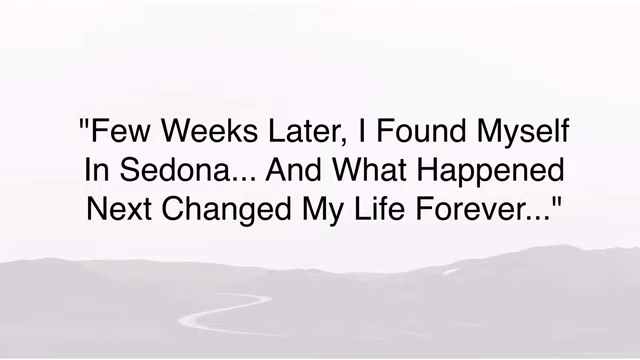 "Few Weeks Later, I Found Myself
In Sedona... And What Happened
Next Changed My Life Forever..."